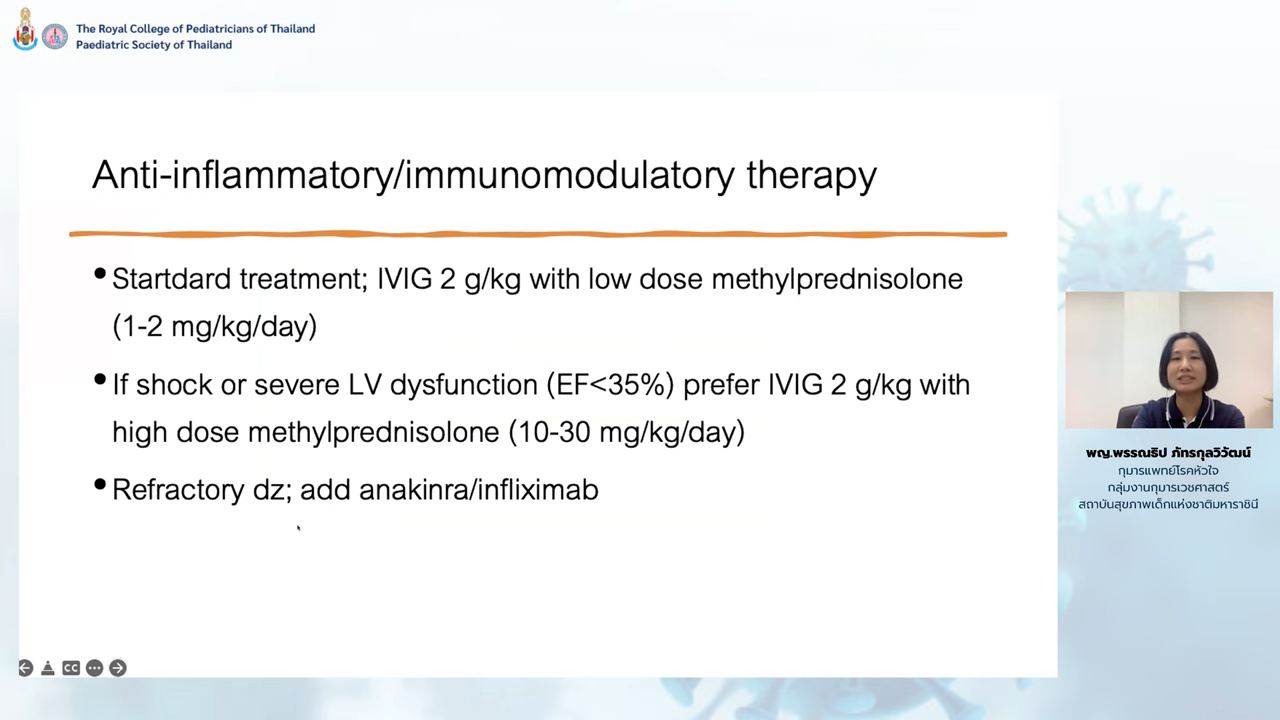 The Royal College of Pediatricians of Thailand
Paediatric Society of Thailand
Anti-inflammatory/immunomodulatory therapy
• Startdard treatment; IVIG 2 g/kg with low dose methylprednisolone
(1-2 mg/kg/day)
• If shock or severe LV dysfunction (EF<35%) prefer IVIG 2 g/kg with
high dose methylprednisolone (10-30 mg/kg/day)
• Refractory dz; add anakinra/infliximab
พญ.พรรณธิป ภัทรกุลวิวัฒน์
กุมารแพทย์โรคหัวใจ
กลุ่มงานกุมารเวชศาสตร์
สถาบันสุขภาพเด็กแห่งชาติมหาราชินี
CC